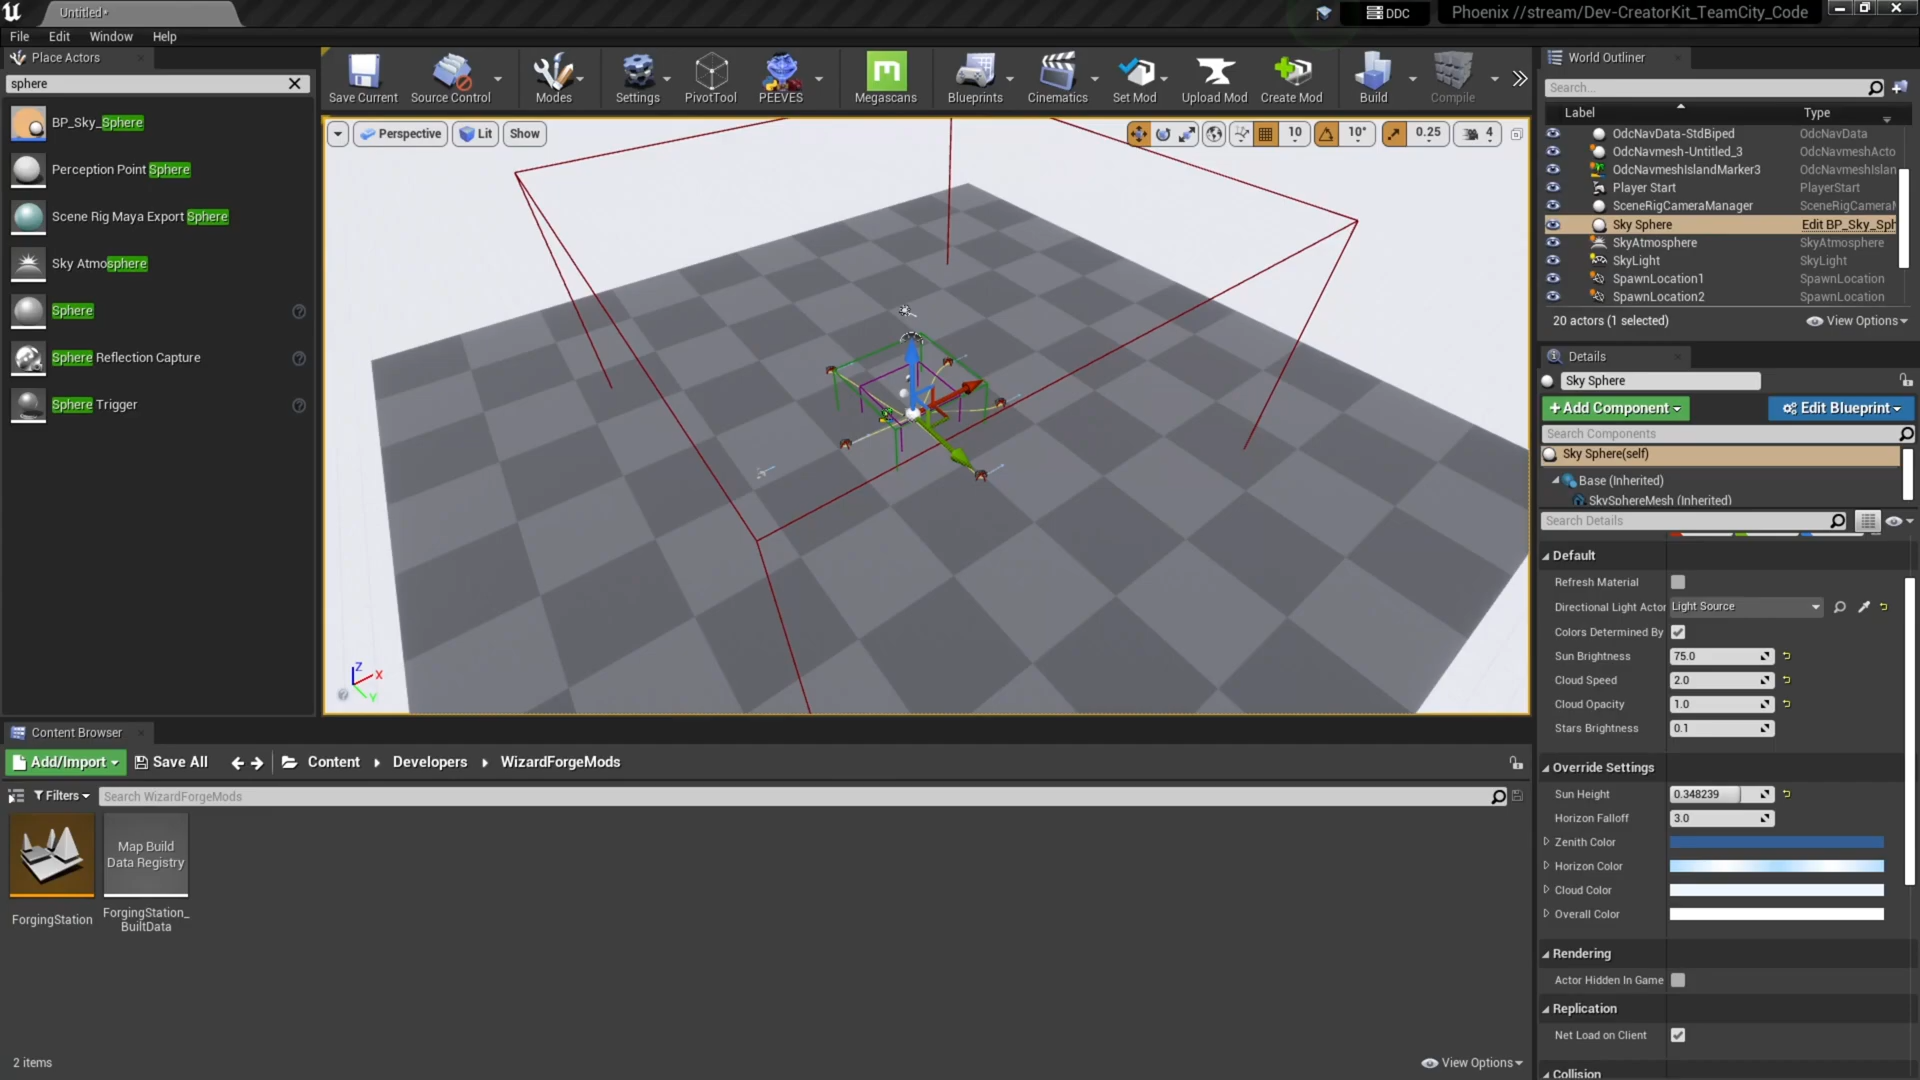 Untitled*
DDC
Phoenix //stream/Dev-CreatorKit_TeamCity_Code
File Edit Window Help
Place Actors
sphere
BP_Sky_Sphere
Perception Point Sphere
Scene Rig Maya Export Sphere
Sky Atmosphere
Sphere
Sphere Reflection Capture
Sphere Trigger
Save Current
Source Control
Modes
Settings
PivotTool
PEEVES
Megascans
Blueprints
Cinematics
Set Mod
Upload Mod
Create Mod
Build
Compile
Perspective
Lit
Show
10
10°
0.25
4
Z
X
Y
World Outliner
Search...
Label Type
OdcNavData-StdBiped OdcNavData
OdcNavmesh-Untitled_3 OdcNavmeshActo
OdcNavmeshIslandMarker3 OdcNavmeshIslan
Player Start PlayerStart
SceneRigCameraManager SceneRigCameraM
Sky Sphere Edit BP_Sky_Sph
SkyAtmosphere SkyAtmosphere
SkyLight SkyLight
SpawnLocation1 SpawnLocation
SpawnLocation2 SpawnLocation
20 actors (1 selected) View Options
Details
Sky Sphere
+Add Component
Edit Blueprint
Search Components
Sky Sphere(self)
Base (Inherited)
SkySphereMesh (Inherited)
Search Details
Default
Refresh Material
Directional Light Actor Light Source
Colors Determined By
Sun Brightness 75.0
Cloud Speed 2.0
Cloud Opacity 1.0
Stars Brightness 0.1
Override Settings
Sun Height 0.348239
Horizon Falloff 3.0
Zenith Color
Horizon Color
Cloud Color
Overall Color
Rendering
Actor Hidden In Game
Replication
Net Load on Client
Collision
Content Browser
Add/Import Save All Content Developers WizardForgeMods
Filters Search WizardForgeMods
Map Build
Data Registry
ForgingStation
ForgingStation_
BuiltData
2 items
View Options